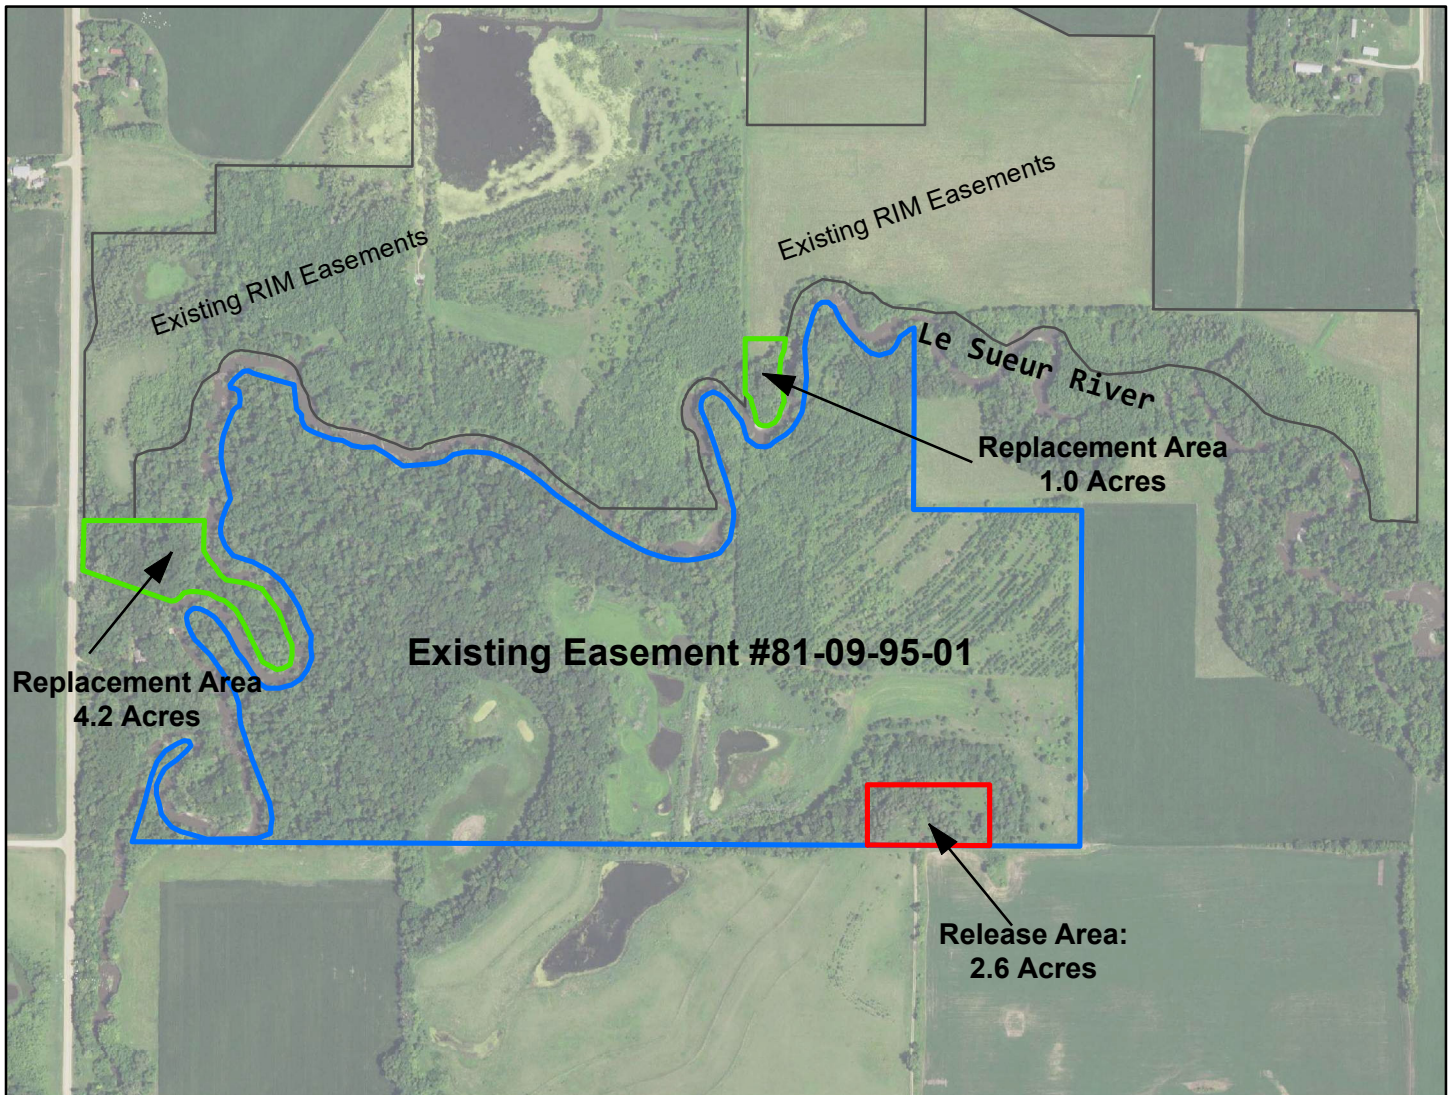 Existing RIM Easements
Existing RIM Easements
Le Sueur River
Replacement Area
1.0 Acres
Existing Easement #81-09-95-01
Replacement Area
4.2 Acres
Release Area:
2.6 Acres